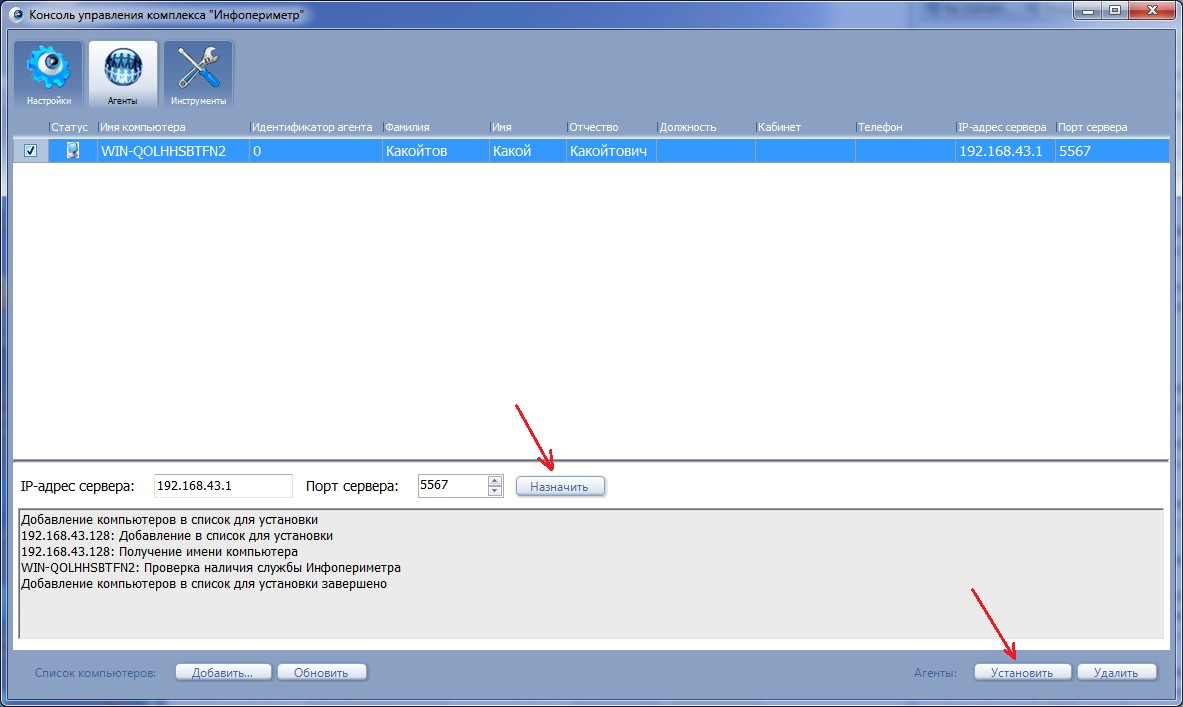 Консоль управления комплекса "Инфопериметр"
Настройки Агенты Инструменты
Статус Имя компьютера Идентификатор агента Фамилия Имя Отчество Должность Кабинет Телефон IP-адрес сервера Порт сервера
WIN-QOLHHSBTFN2 0 Какойтов Какой Какойтович 192.168.43.1 5567
IP-адрес сервера: 192.168.43.1 Порт сервера: 5567 Назначить
Добавление компьютеров в список для установки
192.168.43.128: Добавление в список для установки
192.168.43.128: Получение имени компьютера
WIN-QOLHHSBTFN2: Проверка наличия службы Инфопериметра
Добавление компьютеров в список для установки завершено
Список компьютеров: Добавить... Обновить Агенты: Установить Удалить